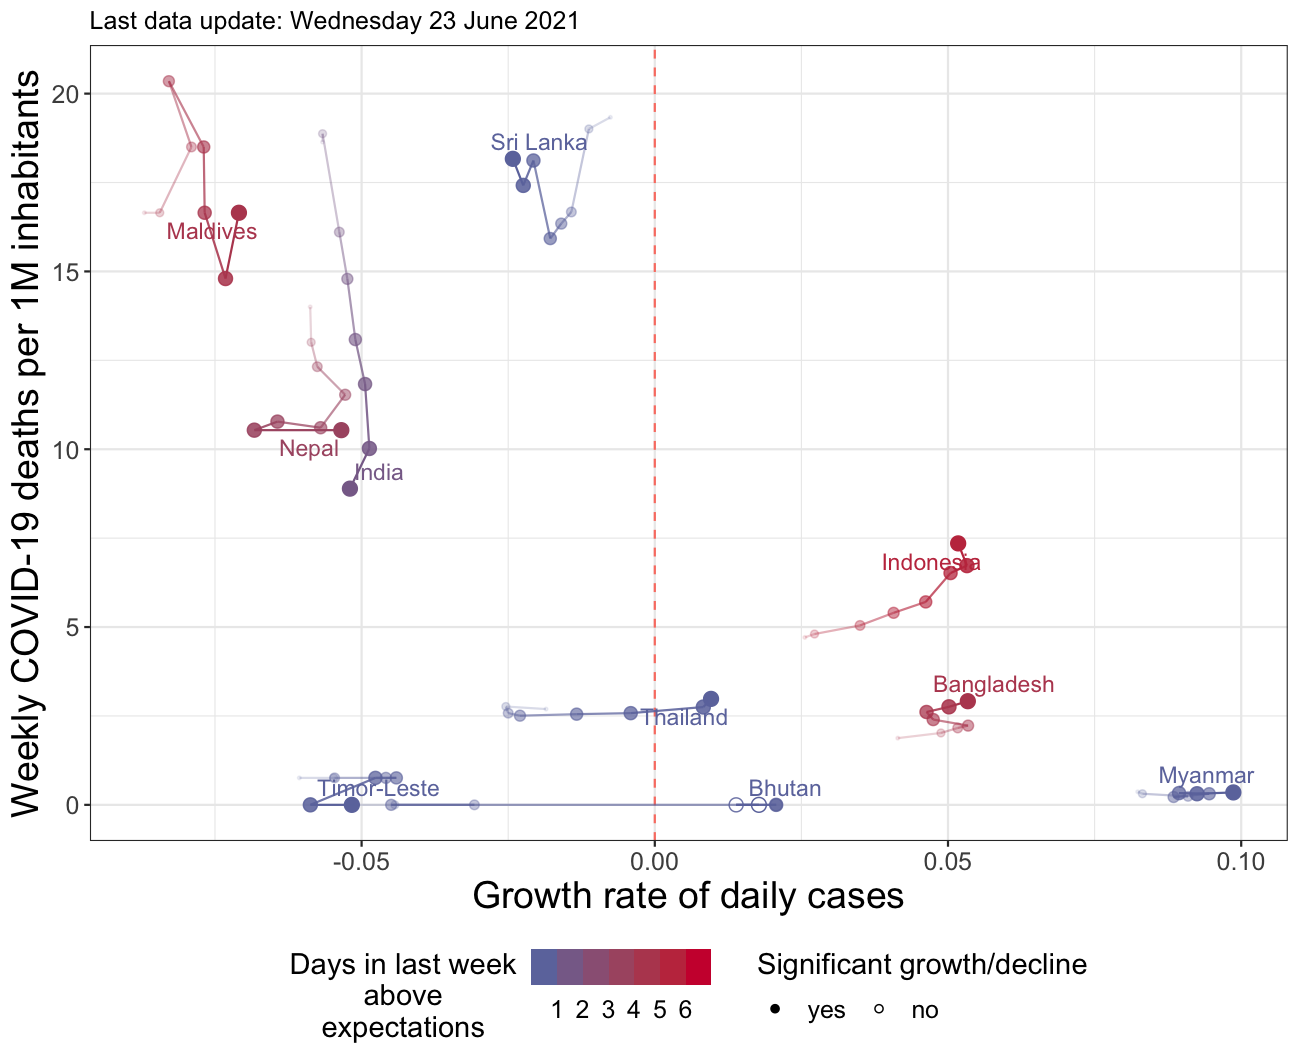 Last data update: Wednesday 23 June 2021
Weekly COVID-19 deaths per 1M inhabitants
20
15
10
5
0
Maldives
Sri Lanka
Nepal
India
Indonesia
Bangladesh
Thailand
Timor-Leste
Bhutan
Myanmar
-0.05
0.00
0.05
0.10
Growth rate of daily cases
Days in last week
above
expectations
1 2 3 4 5 6
Significant growth/decline
yes no